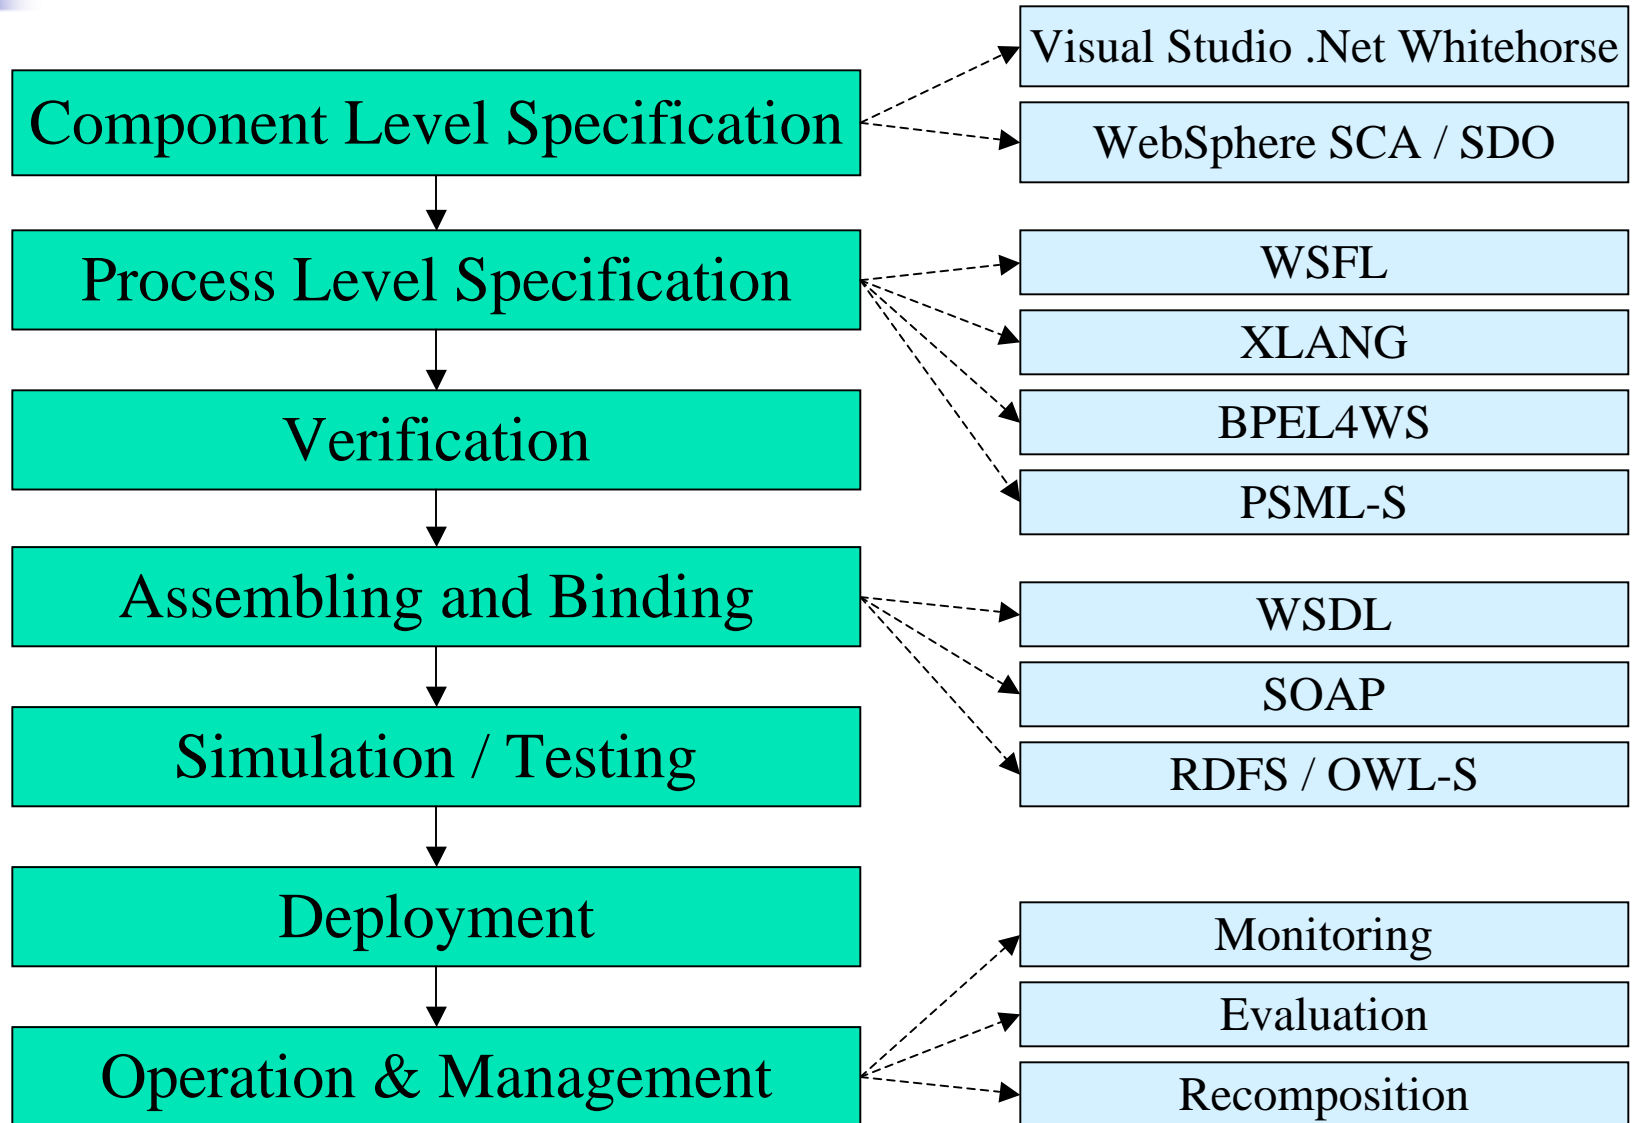 Component Level Specification
Visual Studio .Net Whitehorse
WebSphere SCA / SDO
Process Level Specification
WSFL
XLANG
BPEL4WS
PSML-S
Verification
Assembling and Binding
WSDL
SOAP
RDFS / OWL-S
Simulation / Testing
Deployment
Operation & Management
Monitoring
Evaluation
Recomposition